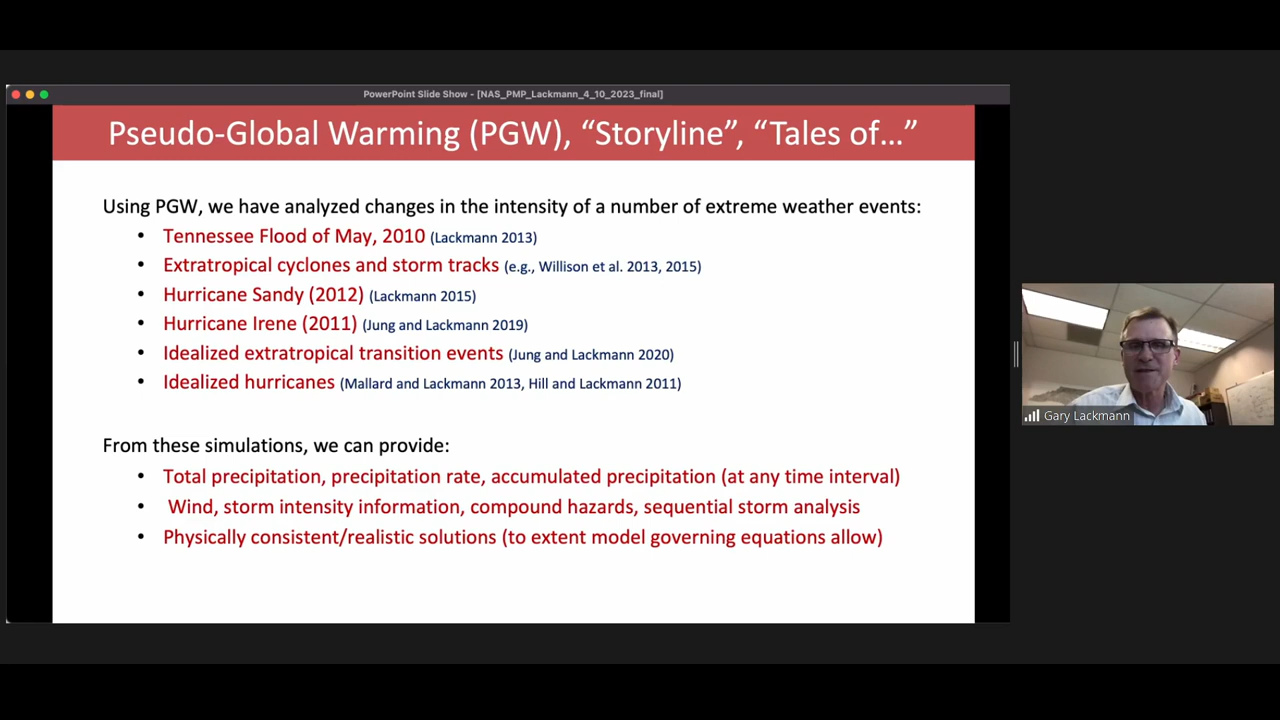 PowerPoint Slide Show - [NAS_PMP_Lackmann_4_10_2023_final]
Pseudo-Global Warming (PGW), “Storyline”, “Tales of…”
Using PGW, we have analyzed changes in the intensity of a number of extreme weather events:
• Tennessee Flood of May, 2010 (Lackmann 2013)
• Extratropical cyclones and storm tracks (e.g., Willison et al. 2013, 2015)
• Hurricane Sandy (2012) (Lackmann 2015)
• Hurricane Irene (2011) (Jung and Lackmann 2019)
• Idealized extratropical transition events (Jung and Lackmann 2020)
• Idealized hurricanes (Mallard and Lackmann 2013, Hill and Lackmann 2011)
From these simulations, we can provide:
• Total precipitation, precipitation rate, accumulated precipitation (at any time interval)
• Wind, storm intensity information, compound hazards, sequential storm analysis
• Physically consistent/realistic solutions (to extent model governing equations allow)
Gary Lackmann